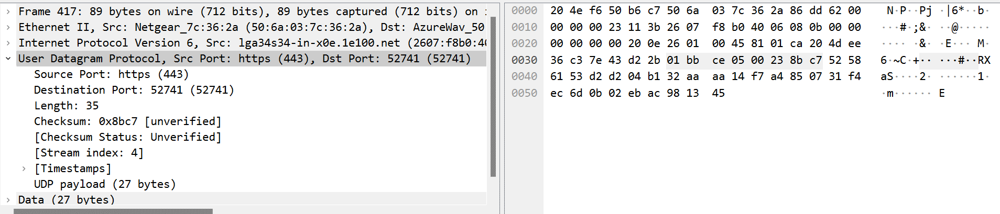 Frame 417: 89 bytes on wire (712 bits), 89 bytes captured (712 bits) on
Ethernet II, Src: Netgear_7c:36:2a (50:6a:03:7c:36:2a), Dst: AzureWav_50
Internet Protocol Version 6, Src: lga34s34-in-x0e.1e100.net (2607:f8b0:40
User Datagram Protocol, Src Port: https (443), Dst Port: 52741 (52741)
Source Port: https (443)
Destination Port: 52741 (52741)
Length: 35
Checksum: 0x8bc7 [unverified]
[Checksum Status: Unverified]
[Stream index: 4]
[Timestamps]
UDP payload (27 bytes)
Data (27 bytes)
0000 20 4e f6 50 b6 c7 50 6a 03 7c 36 2a 86 dd 62 00 N·P··Pj ·|6*··b·
0010 00 00 00 23 11 3b 26 07 f8 b0 40 06 08 0b 00 00 ···#·;&· ··@·····
0020 00 00 00 00 20 0e 26 01 00 45 81 01 ca 20 4d ee ···· ·&· ·E··· M·
0030 36 c3 7e 43 d2 2b 01 bb ce 05 00 23 8b c7 52 58 6·~C·+·· ···#··RX
0040 61 53 d2 d2 04 b1 32 aa aa 14 f7 a4 85 07 31 f4 aS····2· ······1·
0050 ec 6d 0b 02 eb ac 98 13 45 ·m······ E